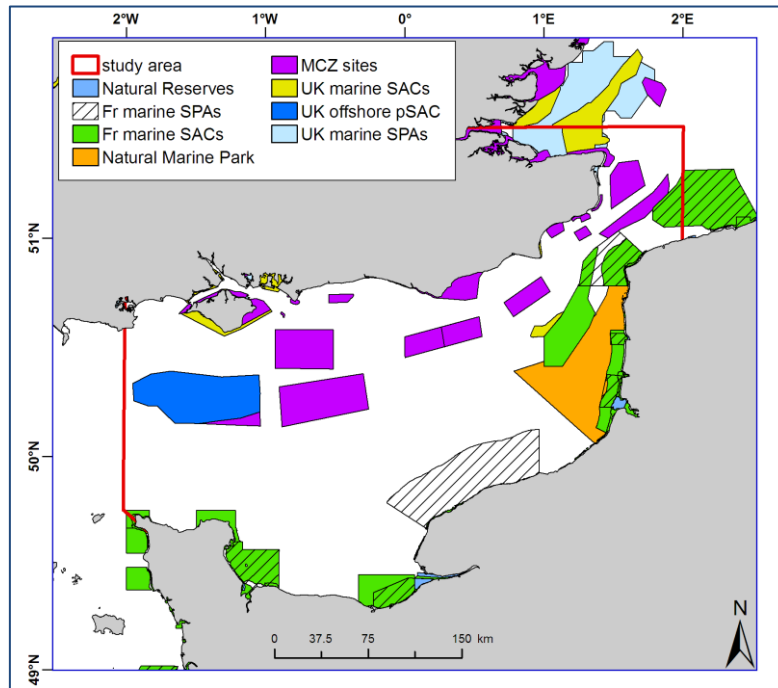 2°W 1°W 0° 1°E 2°E
study area
Natural Reserves
Fr marine SPAs
Fr marine SACs
Natural Marine Park
MCZ sites
UK marine SACs
UK offshore pSAC
UK marine SPAs
51°N
50°N
49°N
N
0 37.5 75 150 km